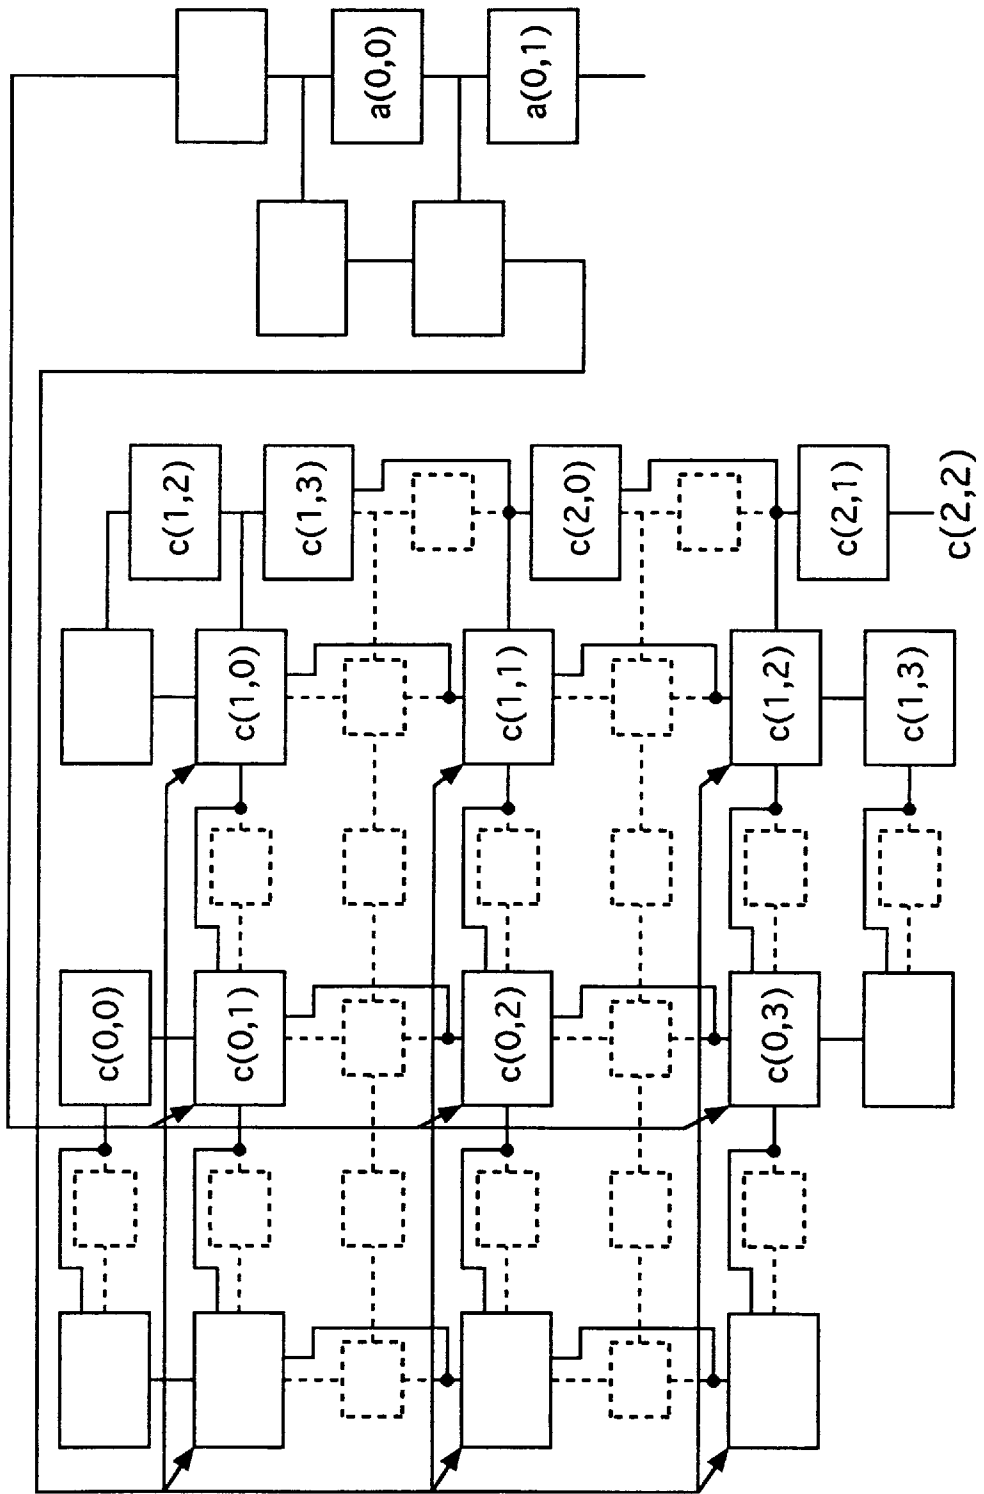 c(0,0)
c(1,2)
c(0,1)
c(1,0)
c(1,3)
a(0,0)
c(0,2)
c(1,1)
a(0,1)
c(2,0)
c(0,3)
c(1,2)
c(2,1)
c(1,3)
c(2,2)